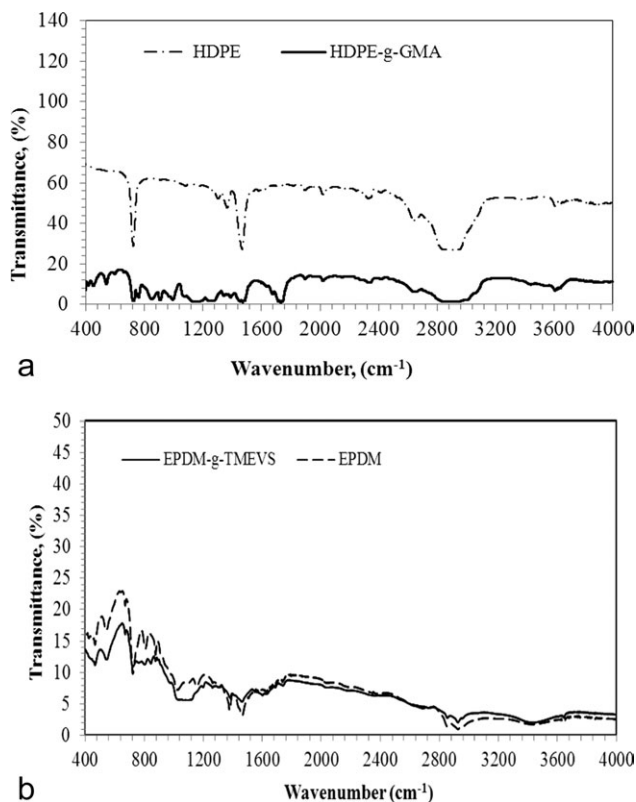 140
120
100
80
60
40
20
0
Transmittance, (%)
HDPE HDPE-g-GMA
400 800 1200 1600 2000 2400 2800 3200 3600 4000
Wavenumber, (cm-1)
a
50
45
40
35
30
25
20
15
10
5
0
Transmittance, (%)
EPDM-g-TMEVS EPDM
400 800 1200 1600 2000 2400 2800 3200 3600 4000
Wavenumber (cm-1)
b